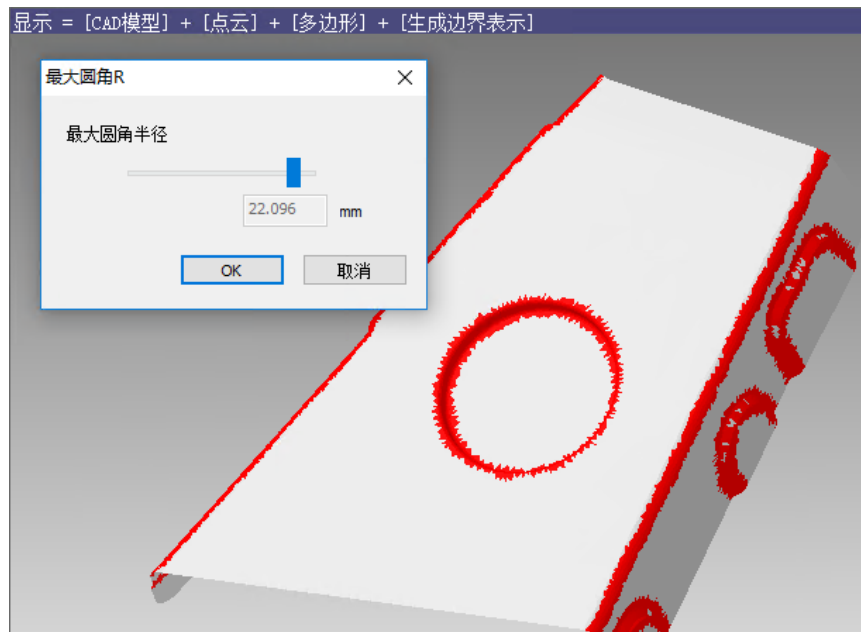 显示 = [CAD模型] + [点云] + [多边形] + [生成边界表示]
最大圆角R
最大圆角半径
22.096 mm
OK 取消